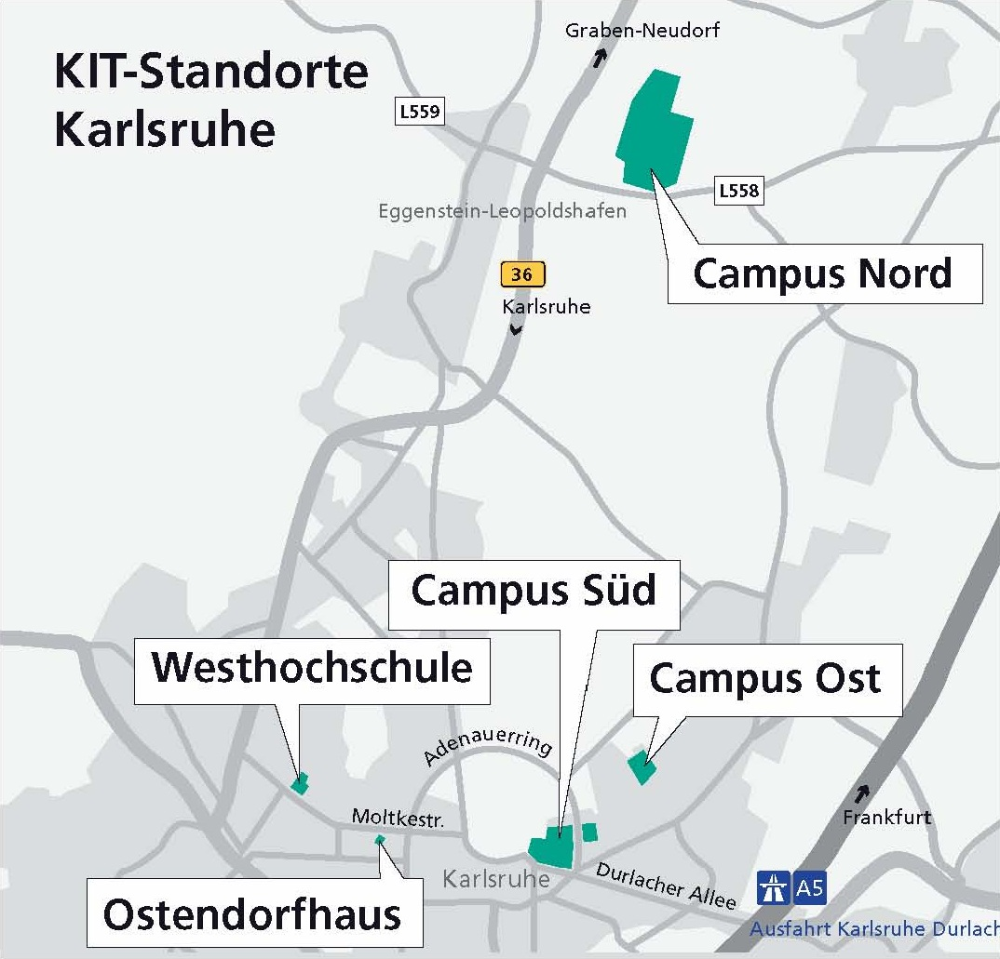 KIT-Standorte
Karlsruhe
Graben-Neudorf
L559
L558
Eggenstein-Leopoldshafen
Campus Nord
36
Karlsruhe
Campus Süd
Westhochschule
Campus Ost
Adenauerring
Moltkestr.
Frankfurt
Karlsruhe
Durlacher Allee
A5
Ostendorfhaus
Ausfahrt Karlsruhe Durlach